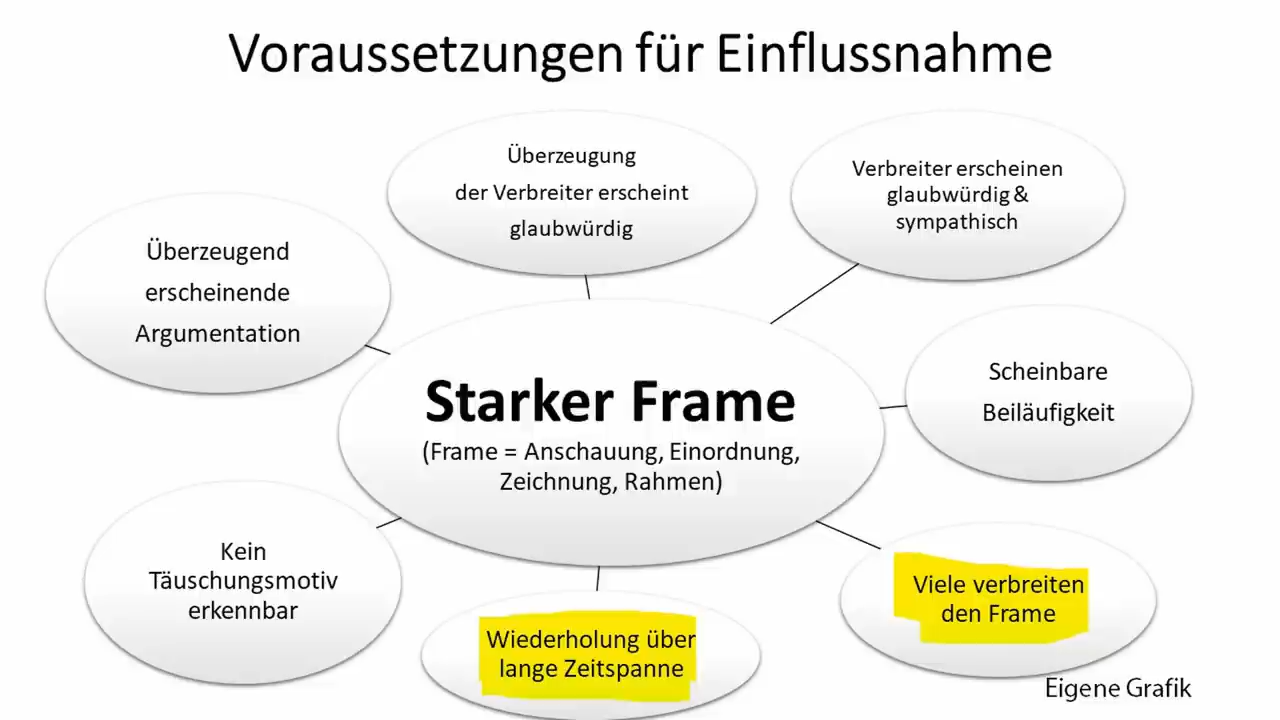 Voraussetzungen für Einflussnahme
Überzeugung
der Verbreiter erscheint
glaubwürdig
Verbreiter erscheinen
glaubwürdig &
sympathisch
Überzeugend
erscheinende
Argumentation
Scheinbare
Beiläufigkeit
Starker Frame
(Frame = Anschauung, Einordnung,
Zeichnung, Rahmen)
Kein
Täuschungsmotiv
erkennbar
Wiederholung über
lange Zeitspanne
Viele verbreiten
den Frame
Eigene Grafik